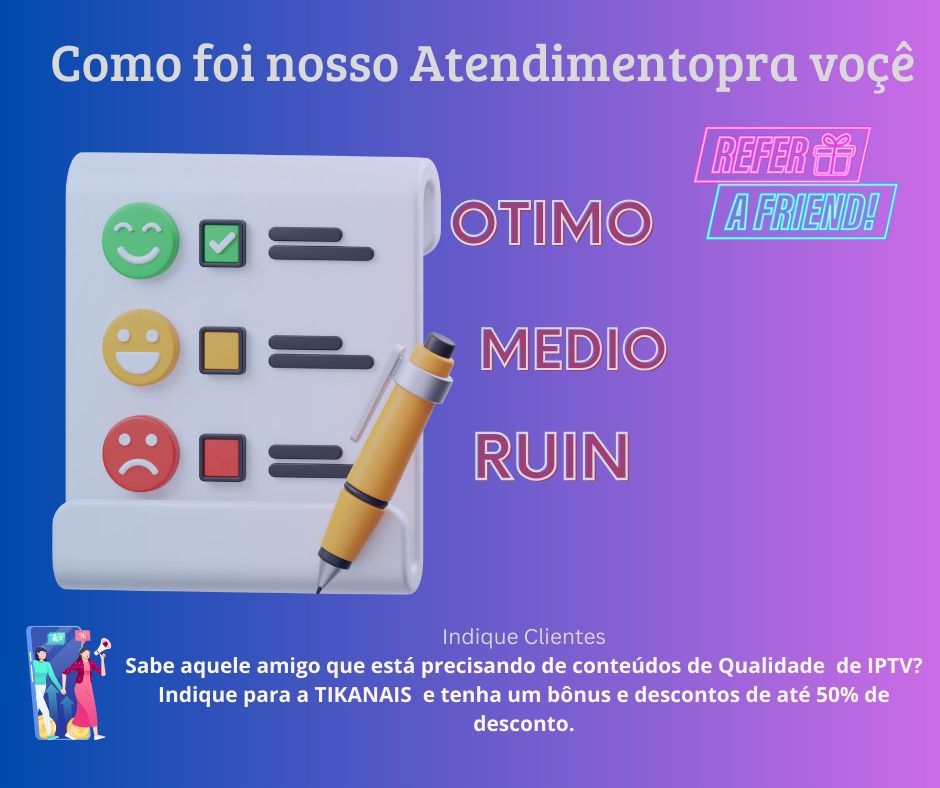 Como foi nosso Atendimentopra voçê
REFER
A FRIEND!
OTIMO
MEDIO
RUIN
Indique Clientes
Sabe aquele amigo que está precisando de conteúdos de Qualidade  de IPTV?
Indique para a TIKANAIS  e tenha um bônus e descontos de até 50% de
desconto.